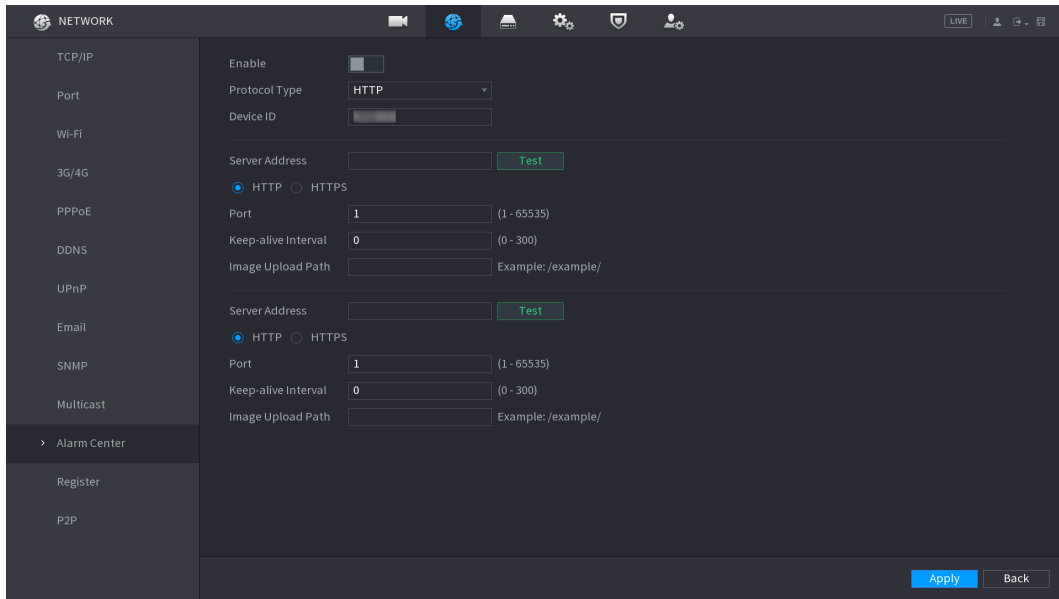 NETWORK
LIVE
TCP/IP
Port
Wi-Fi
3G/4G
PPPoE
DDNS
UPnP
Email
SNMP
Multicast
Alarm Center
Register
P2P
Enable
Protocol Type HTTP
Device ID
Server Address Test
HTTP HTTPS
Port 1 (1 - 65535)
Keep-alive Interval 0 (0 - 300)
Image Upload Path Example: /example/
Server Address Test
HTTP HTTPS
Port 1 (1 - 65535)
Keep-alive Interval 0 (0 - 300)
Image Upload Path Example: /example/
Apply Back